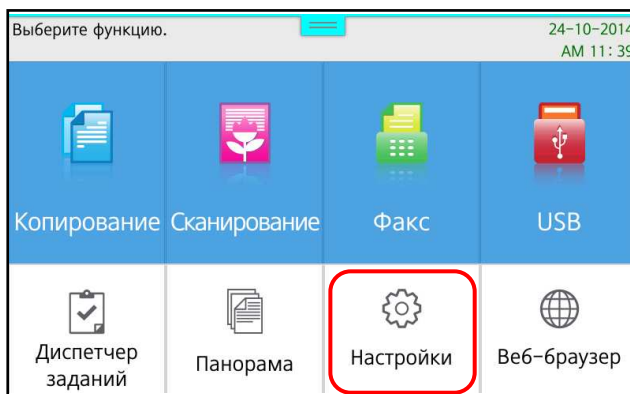 Выберите функцию.
24-10-2014
AM 11:39
Копирование
Сканирование
Факс
USB
Диспетчер
заданий
Панорама
Настройки
Веб-браузер